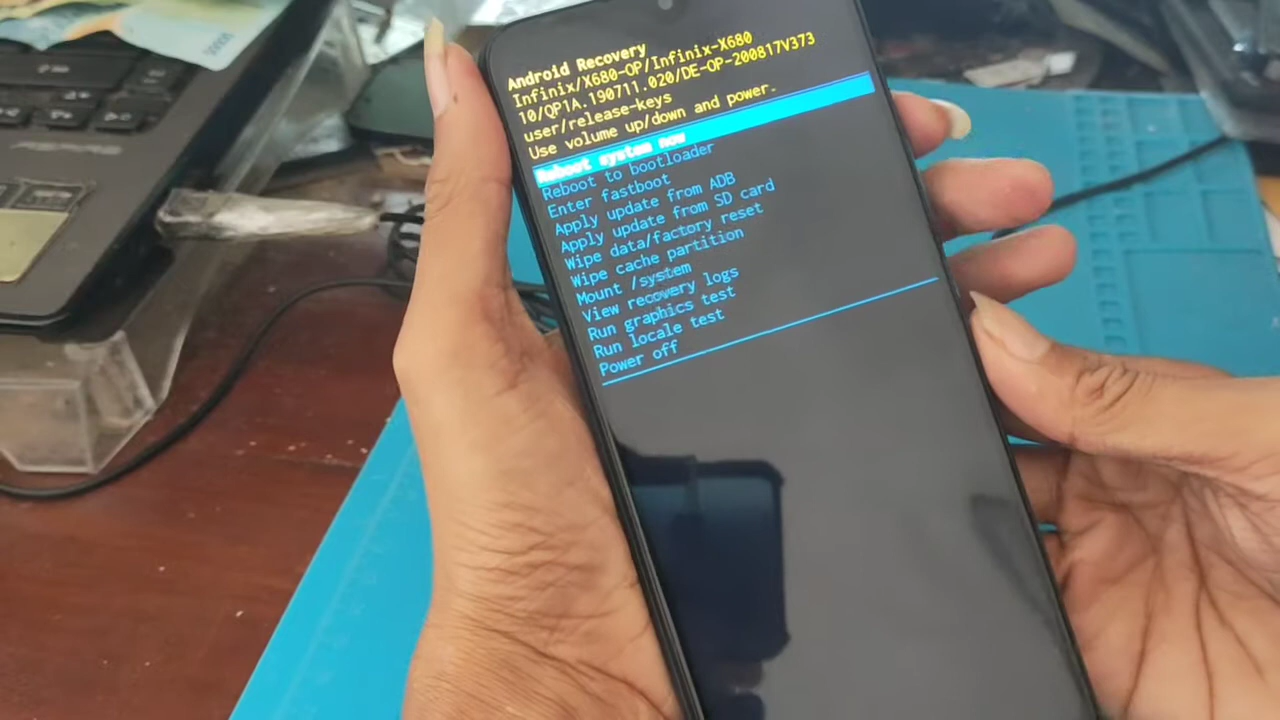 Android Recovery
Infinix/X680-OP/Infinix-X680
10/QP1A.190711.020/DE-QP-200817V373
user/release-keys
Use volume up/down and power.
Reboot system now
Reboot to bootloader
Enter fastboot
Apply update from ADB
Apply update from SD card
Wipe data/factory reset
Wipe cache partition
Mount /system
View recovery logs
Run graphics test
Run locale test
Power off